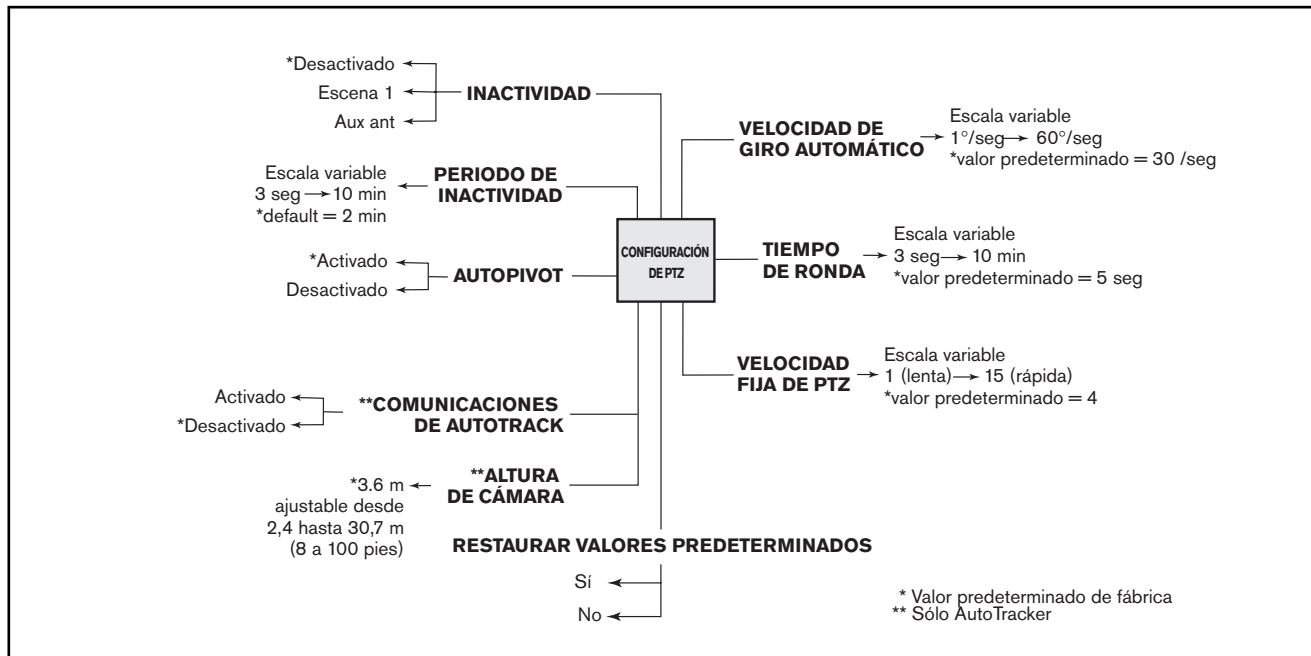 *Desactivado
Escena 1
Aux ant
INACTIVIDAD
Escala variable
3 seg → 10 min
*default = 2 min
PERIODO DE
INACTIVIDAD
*Activado
Desactivado
AUTOPIVOT
Activado
*Desactivado
**COMUNICACIONES
DE AUTOTRACK
*3.6 m
ajustable desde
2,4 hasta 30,7 m
(8 a 100 pies)
**ALTURA
DE CÁMARA
CONFIGURACIÓN
DE PTZ
VELOCIDAD DE
GIRO AUTOMÁTICO
Escala variable
1°/seg → 60°/seg
*valor predeterminado = 30 /seg
TIEMPO
DE RONDA
Escala variable
3 seg → 10 min
*valor predeterminado = 5 seg
VELOCIDAD
FIJA DE PTZ
Escala variable
1 (lenta) → 15 (rápida)
*valor predeterminado = 4
RESTAURAR VALORES PREDETERMINADOS
Sí
No
* Valor predeterminado de fábrica
** Sólo AutoTracker